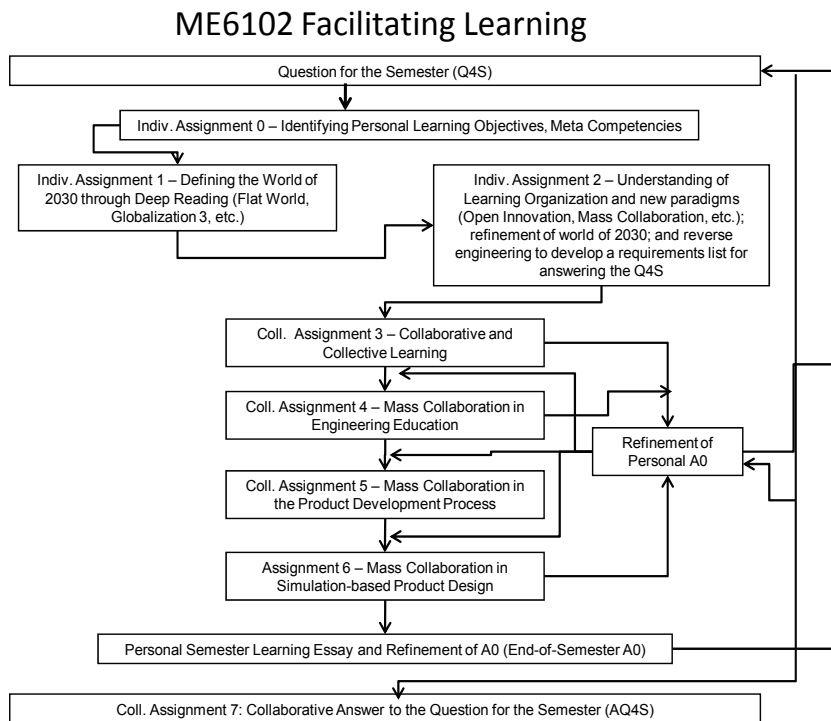 ME6102 Facilitating Learning
Question for the Semester (Q4S)
Indiv. Assignment 0 – Identifying Personal Learning Objectives, Meta Competencies
Indiv. Assignment 1 – Defining the World of
2030 through Deep Reading (Flat World,
Globalization 3, etc.)
Indiv. Assignment 2 – Understanding of
Learning Organization and new paradigms
(Open Innovation, Mass Collaboration, etc.);
refinement of world of 2030; and reverse
engineering to develop a requirements list for
answering the Q4S
Coll. Assignment 3 – Collaborative and
Collective Learning
Coll. Assignment 4 – Mass Collaboration in
Engineering Education
Refinement of
Personal A0
Coll. Assignment 5 – Mass Collaboration in
the Product Development Process
Assignment 6 – Mass Collaboration in
Simulation-based Product Design
Personal Semester Learning Essay and Refinement of A0 (End-of-Semester A0)
Coll. Assignment 7: Collaborative Answer to the Question for the Semester (AQ4S)